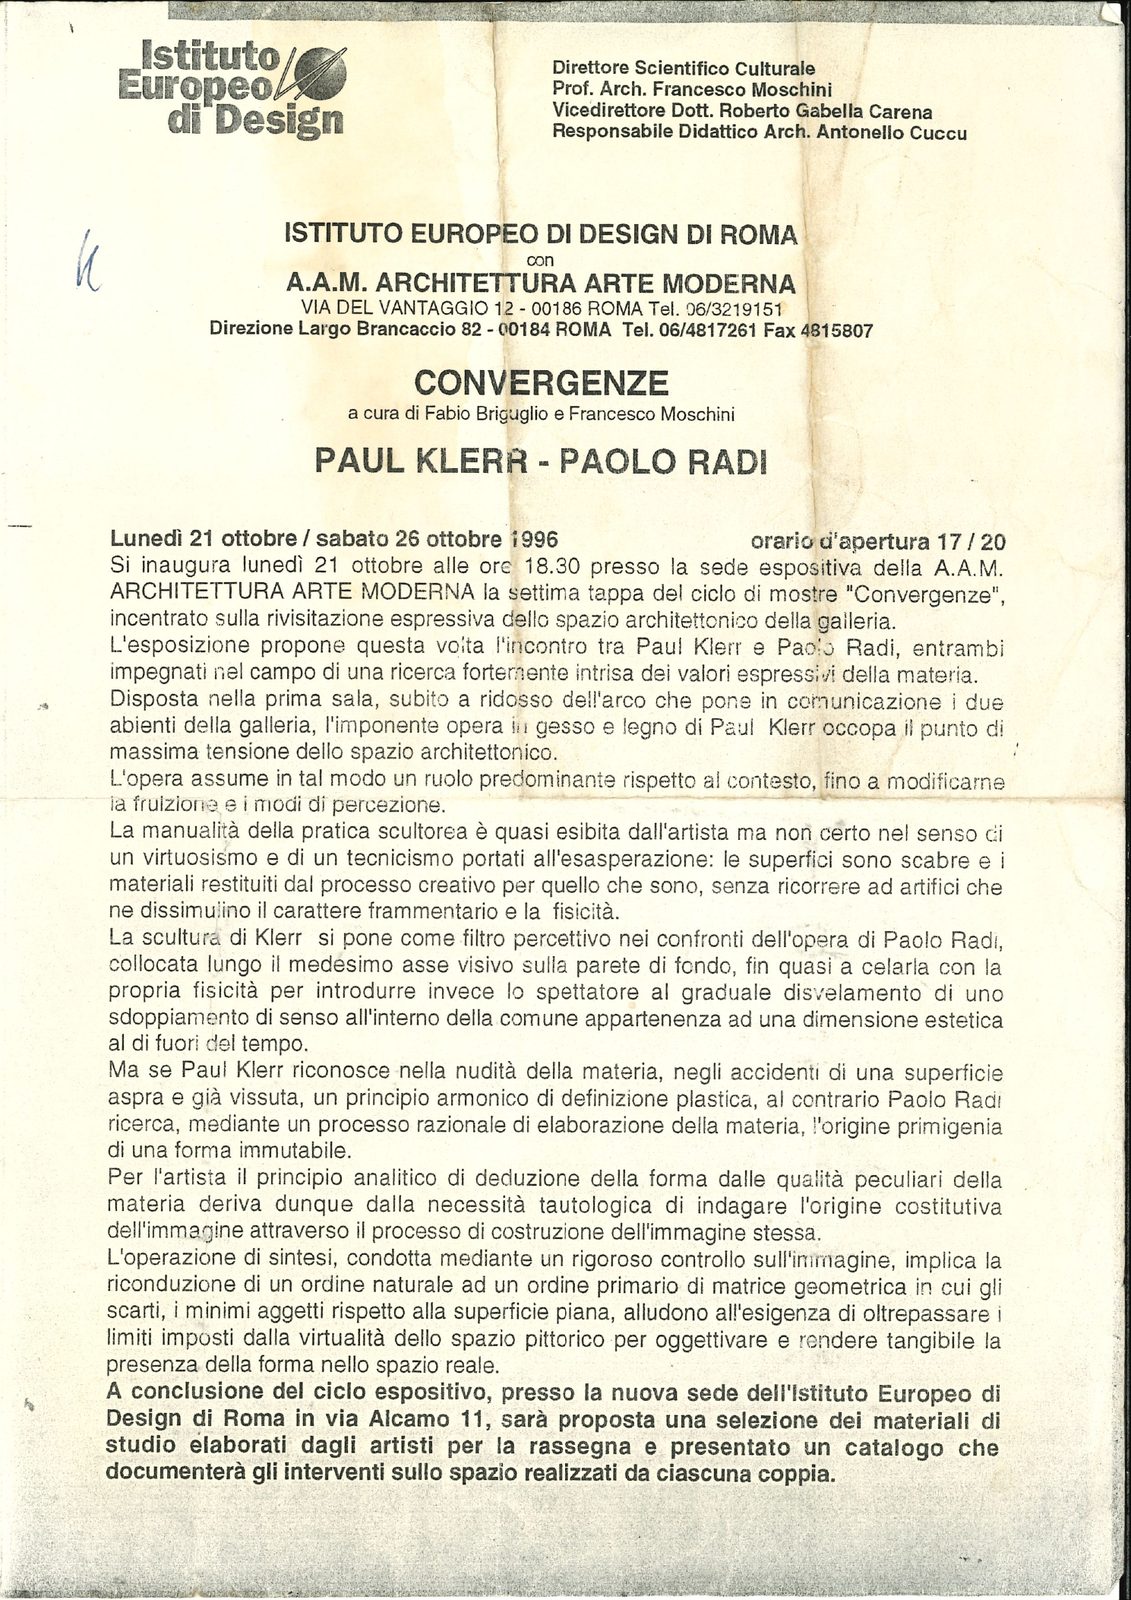 Istituto
Europeo
di Design
Direttore Scientifico Culturale
Prof. Arch. Francesco Moschini
Vicedirettore Dott. Roberto Gabella Carena
Responsabile Didattico Arch. Antonello Cuccu
ISTITUTO EUROPEO DI DESIGN DI ROMA
con
A.A.M. ARCHITETTURA ARTE MODERNA
VIA DEL VANTAGGIO 12 - 00186 ROMA Tel. 06/3219151
Direzione Largo Brancaccio 82 - 00184 ROMA Tel. 06/4817261 Fax 4815807
CONVERGENZE
a cura di Fabio Briguglio e Francesco Moschini
PAUL KLERR - PAOLO RADI
Lunedì 21 ottobre / sabato 26 ottobre 1996 orario d'apertura 17 / 20
Si inaugura lunedì 21 ottobre alle ore 18.30 presso la sede espositiva della A.A.M.
ARCHITETTURA ARTE MODERNA la settima tappa del ciclo di mostre "Convergenze",
incentrato sulla rivisitazione espressiva dello spazio architettonico della galleria.
L'esposizione propone questa volta l'incontro tra Paul Klerr e Paolo Radi, entrambi
impegnati nel campo di una ricerca fortemente intrisa dei valori espressivi della materia.
Disposta nella prima sala, subito a ridosso dell'arco che pone in comunicazione i due
abienti della galleria, l'imponente opera in gesso e legno di Paul Klerr occopa il punto di
massima tensione dello spazio architettonico.
L'opera assume in tal modo un ruolo predominante rispetto al contesto, fino a modificarne
la fruizione e i modi di percezione.
La manualità della pratica scultorea è quasi esibita dall'artista ma non certo nel senso di
un virtuosismo e di un tecnicismo portati all'esasperazione: le superfici sono scabre e i
materiali restituiti dal processo creativo per quello che sono, senza ricorrere ad artifici che
ne dissimulino il carattere frammentario e la fisicità.
La scultura di Klerr si pone come filtro percettivo nei confronti dell'opera di Paolo Radi,
collocata lungo il medesimo asse visivo sulla parete di fondo, fin quasi a celarla con la
propria fisicità per introdurre invece lo spettatore al graduale disvelamento di uno
sdoppiamento di senso all'interno della comune appartenenza ad una dimensione estetica
al di fuori del tempo.
Ma se Paul Klerr riconosce nella nudità della materia, negli accidenti di una superficie
aspra e già vissuta, un principio armonico di definizione plastica, al contrario Paolo Radi
ricerca, mediante un processo razionale di elaborazione della materia, l'origine primigenia
di una forma immutabile.
Per l'artista il principio analitico di deduzione della forma dalle qualità peculiari della
materia deriva dunque dalla necessità tautologica di indagare l'origine costitutiva
dell'immagine attraverso il processo di costruzione dell'immagine stessa.
L'operazione di sintesi, condotta mediante un rigoroso controllo sull'immagine, implica la
riconduzione di un ordine naturale ad un ordine primario di matrice geometrica in cui gli
scarti, i minimi aggetti rispetto alla superficie piana, alludono all'esigenza di oltrepassare i
limiti imposti dalla virtualità dello spazio pittorico per oggettivare e rendere tangibile la
presenza della forma nello spazio reale.
A conclusione del ciclo espositivo, presso la nuova sede dell'Istituto Europeo di
Design di Roma in via Alcamo 11, sarà proposta una selezione dei materiali di
studio elaborati dagli artisti per la rassegna e presentato un catalogo che
documenterà gli interventi sullo spazio realizzati da ciascuna coppia.